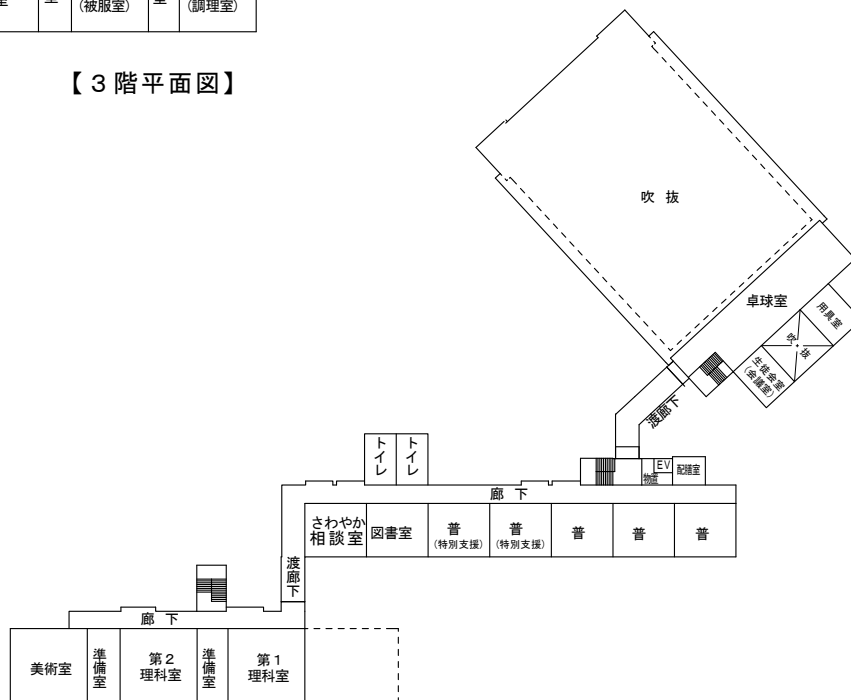 (被服室)
(調理室)
【３階平面図】
吹 抜
卓球室
用具室
吹 抜
生徒会室
(会議室)
渡廊下
トイレ
トイレ
EV
物置
配膳室
廊 下
さわやか
相談室
図書室
普
(特別支援)
普
(特別支援)
普
普
普
渡廊下
廊 下
美術室
準備室
第２
理科室
準備室
第１
理科室